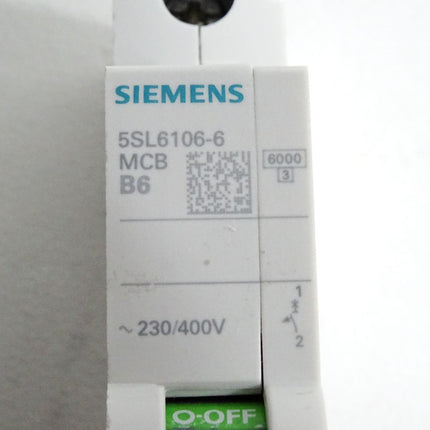 SIEMENS
5SL6106-6
MCB
B6
6000
3
~ 230/400V
1
2
O-OFF